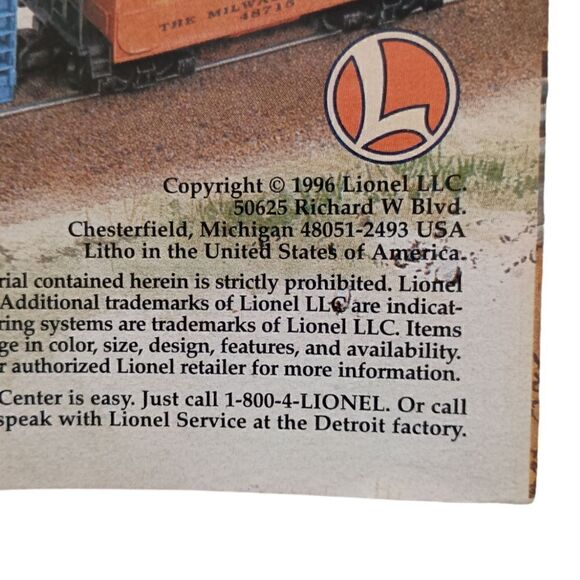 THE MILWA
48715
L
Copyright © 1996 Lionel LLC.
50625 Richard W Blvd.
Chesterfield, Michigan 48051-2493 USA
Litho in the United States of America.
rial contained herein is strictly prohibited. Lionel
Additional trademarks of Lionel LLC are indicat-
ring systems are trademarks of Lionel LLC. Items
ge in color, size, design, features, and availability.
r authorized Lionel retailer for more information.
Center is easy. Just call 1-800-4-LIONEL. Or call
speak with Lionel Service at the Detroit factory.